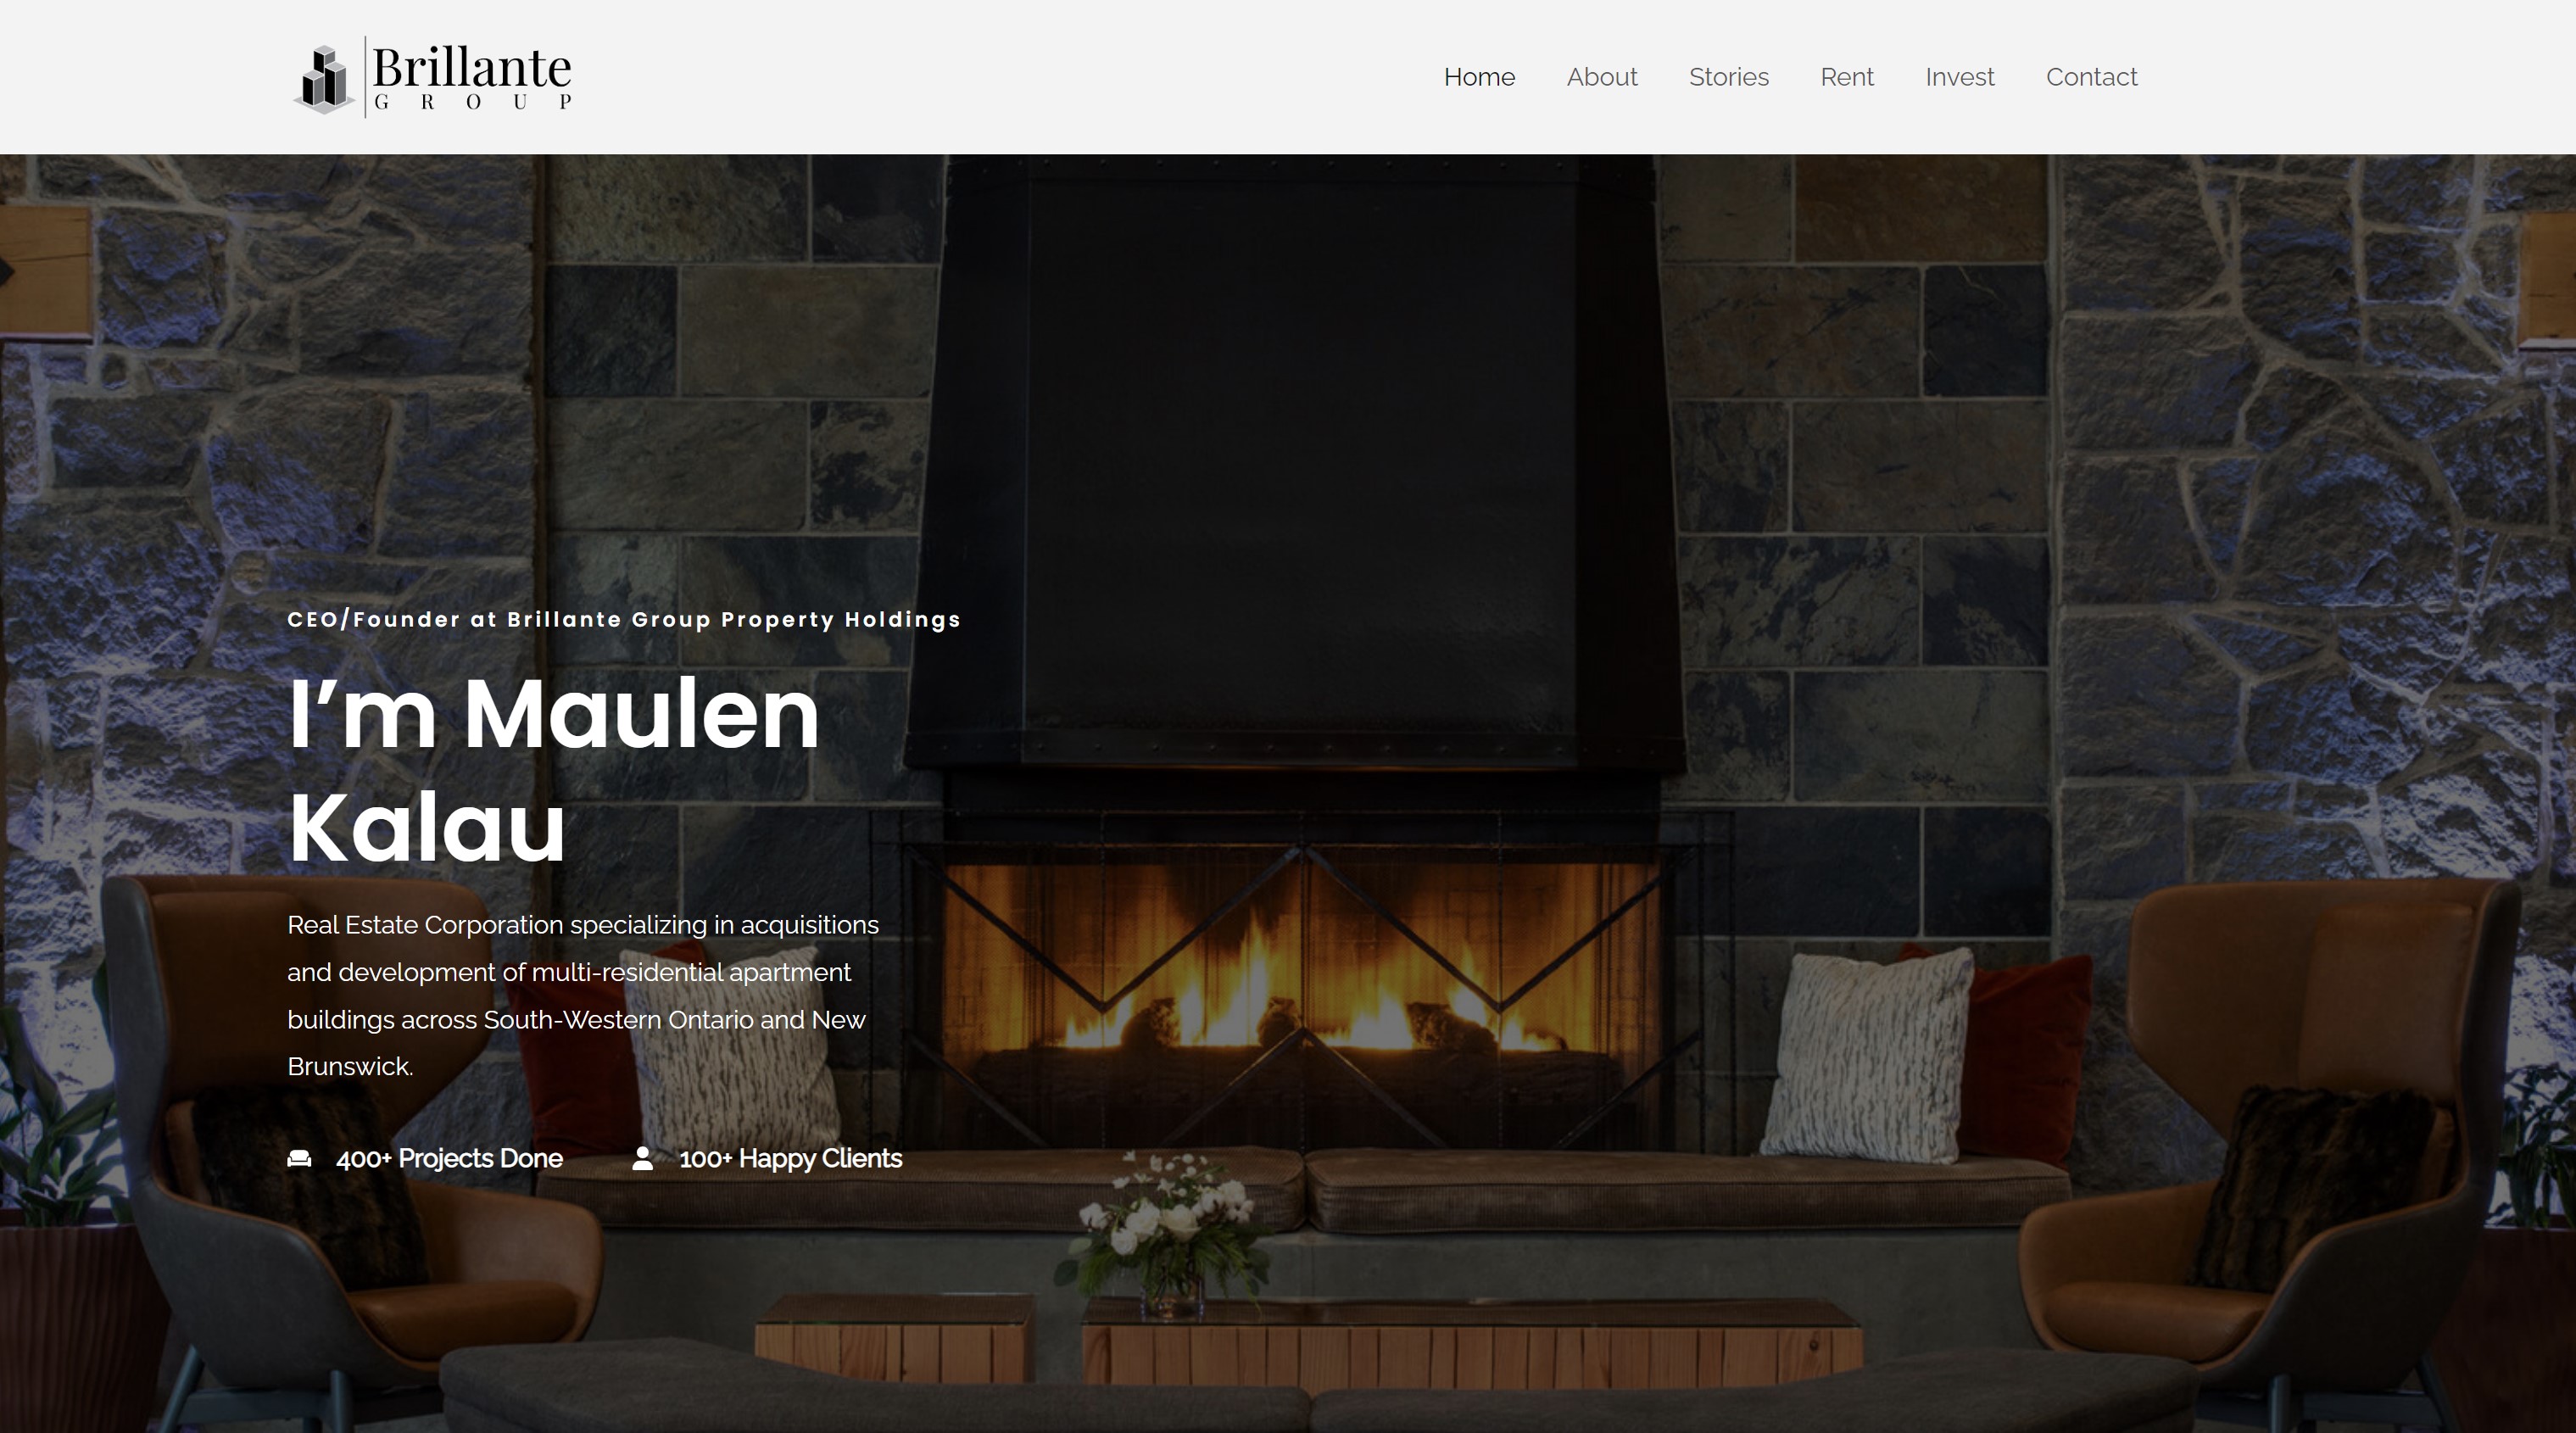 Brillante
GROUP
Home About Stories Rent Invest Contact
CEO/Founder at Brillante Group Property Holdings
I’m Maulen
Kalau
Real Estate Corporation specializing in acquisitions
and development of multi-residential apartment
buildings across South-Western Ontario and New
Brunswick.
400+ Projects Done 100+ Happy Clients